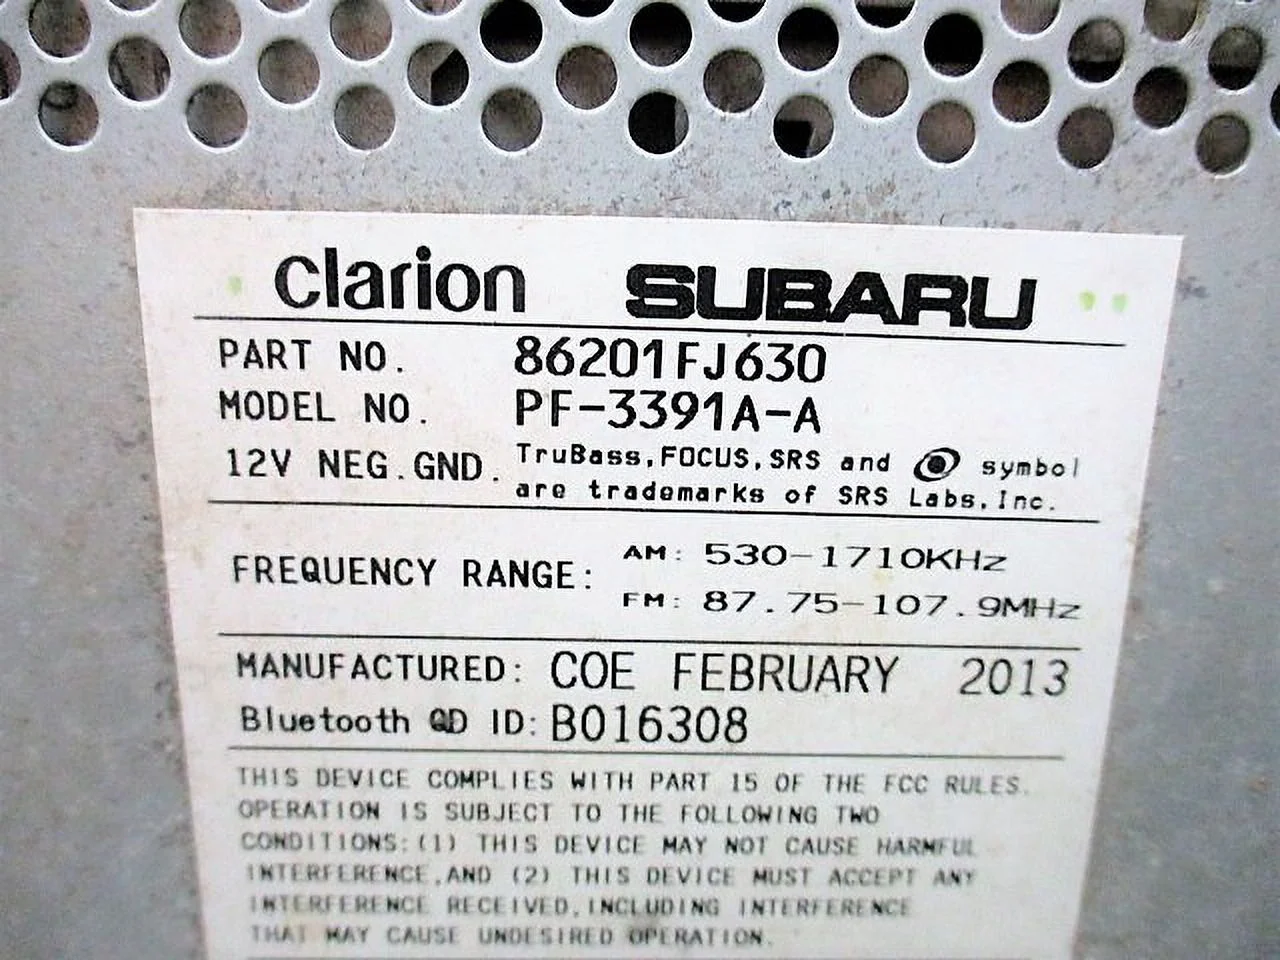 clarion SUBARU
PART NO. 86201FJ630
MODEL NO. PF-3391A-A
12V NEG.GND. TruBass,FOCUS,SRS and symbol
are trademarks of SRS Labs,Inc.
FREQUENCY RANGE: AM: 530-1710KHz
FM: 87.75-107.9MHz
MANUFACTURED: COE FEBRUARY 2013
Bluetooth QD ID: B016308
THIS DEVICE COMPLIES WITH PART 15 OF THE FCC RULES.
OPERATION IS SUBJECT TO THE FOLLOWING TWO
CONDITIONS:(1) THIS DEVICE MAY NOT CAUSE HARMFUL
INTERFERENCE,AND (2) THIS DEVICE MUST ACCEPT ANY
INTERFERENCE RECEIVED,INCLUDING INTERFERENCE
THAT MAY CAUSE UNDESIRED OPERATION.